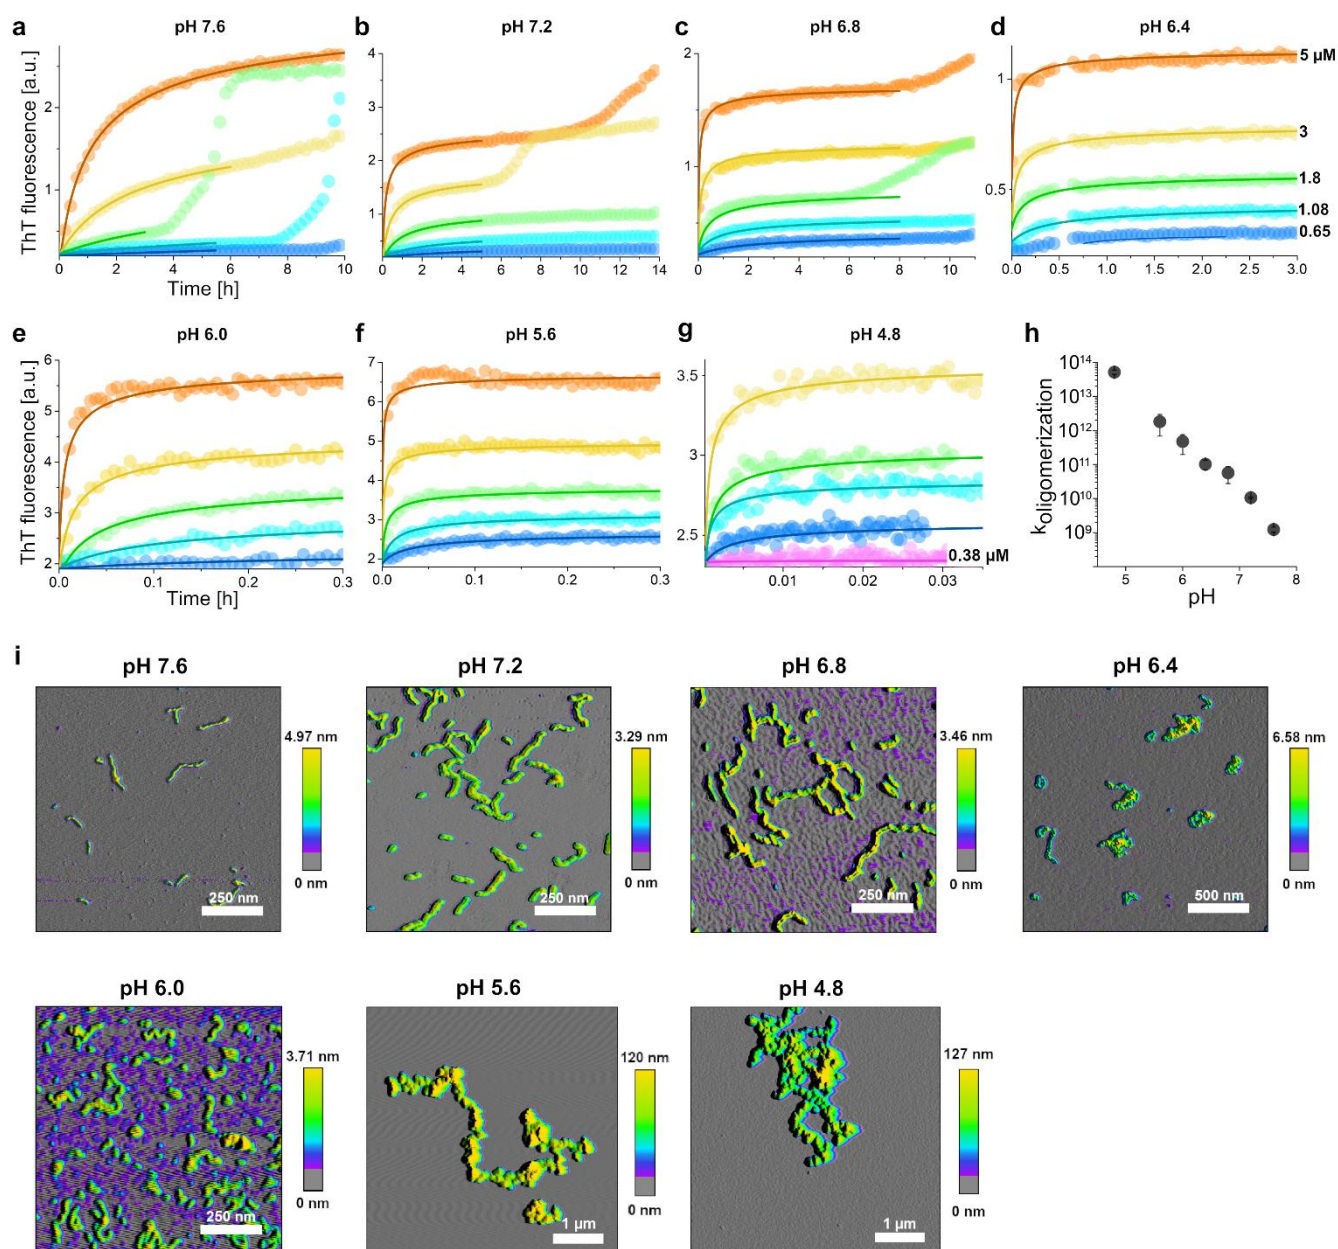 a
pH 7.6
b
pH 7.2
c
pH 6.8
d
pH 6.4
ThT fluorescence [a.u.]
2
1
0 2 4 6 8 10
Time [h]
4
3
2
1
0 2 4 6 8 10 12 14
2
1
0 2 4 6 8 10
1
0.5
0.0 0.5 1.0 1.5 2.0 2.5 3.0
5 µM
3
1.8
1.08
0.65
e
pH 6.0
f
pH 5.6
g
pH 4.8
h
ThT fluorescence [a.u.]
6
5
4
3
2
0.0 0.1 0.2 0.3
Time [h]
7
6
5
4
3
2
0.0 0.1 0.2 0.3
3.5
3
2.5
0.01 0.02 0.03
0.38 µM
koligomerization
10¹⁴
10¹³
10¹²
10¹¹
10¹⁰
10⁹
5 6 7 8
pH
i
pH 7.6
4.97 nm
0 nm
250 nm
pH 7.2
3.29 nm
0 nm
250 nm
pH 6.8
3.46 nm
0 nm
250 nm
pH 6.4
6.58 nm
0 nm
500 nm
pH 6.0
3.71 nm
0 nm
250 nm
pH 5.6
120 nm
0 nm
1 µm
pH 4.8
127 nm
0 nm
1 µm